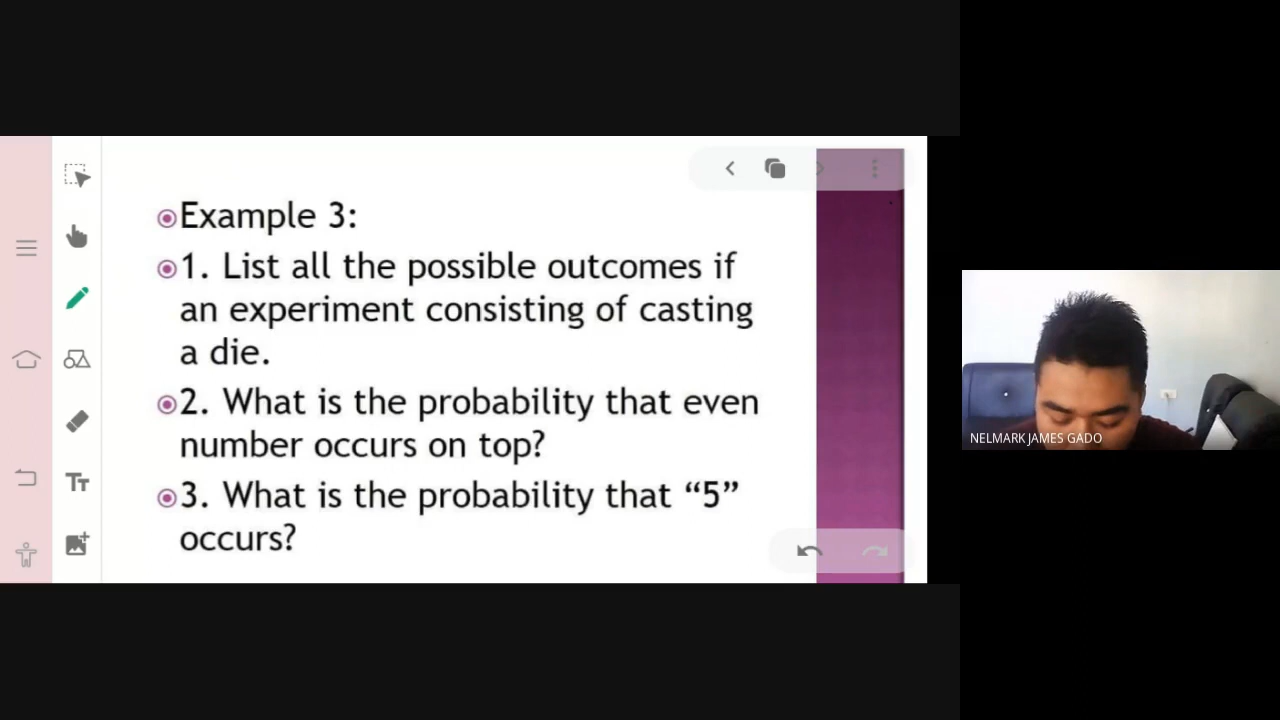 Example 3:
1. List all the possible outcomes if
an experiment consisting of casting
a die.
2. What is the probability that even
number occurs on top?
3. What is the probability that “5”
occurs?
Tт
NELMARK JAMES GADO